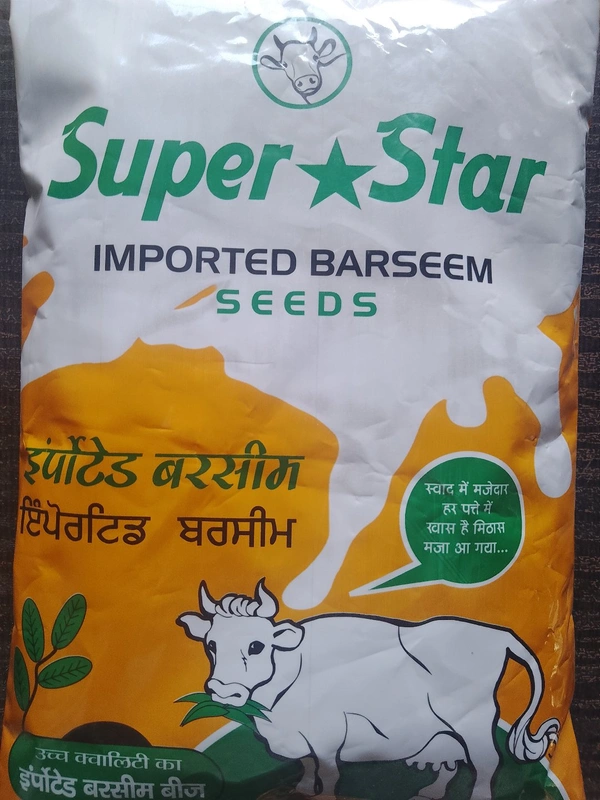 Super★Star
IMPORTED BARSEEM
SEEDS
इंर्पोटेड बरसीम
ਇੰਪੋਰਟਿਡ ਬਰਸੀਮ
स्वाद में मजेदार
हर पत्ते में
खास है मिठास
मजा आ गया...
उच्च क्वालिटी का
इंर्पोटेड बरसीम बीज